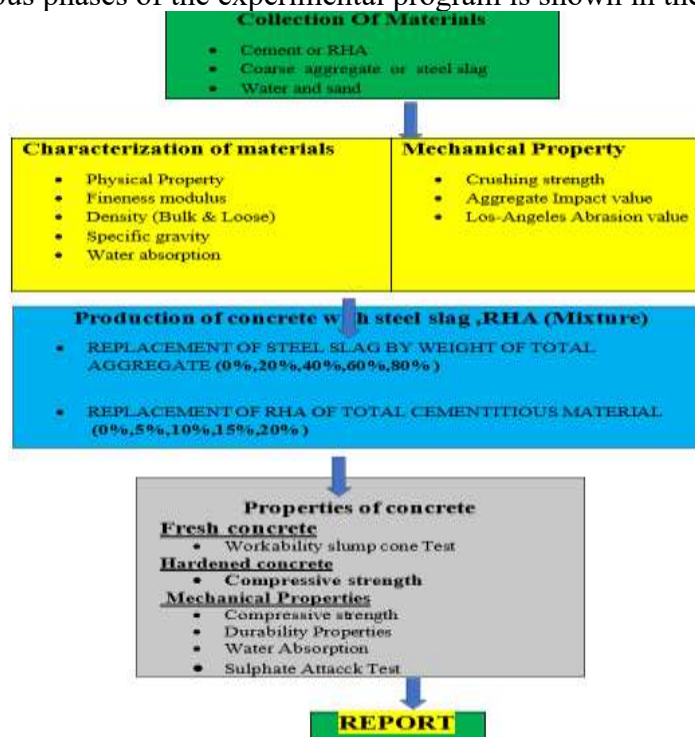 ous phases of the experimental program is shown in the
Collection Of Materials
• Cement or RHA
• Coarse aggregate or steel slag
• Water and sand
Characterization of materials
• Physical Property
• Fineness modulus
• Density (Bulk & Loose)
• Specific gravity
• Water absorption
Mechanical Property
• Crushing strength
• Aggregate Impact value
• Los-Angeles Abrasion value
Production of concrete with steel slag ,RHA (Mixture)
• REPLACEMENT OF STEEL SLAG BY WEIGHT OF TOTAL
AGGREGATE (0%,20%,40%,60%,80%)
• REPLACEMENT OF RHA OF TOTAL CEMENTITIOUS MATERIAL
(0%,5%,10%,15%,20%)
Properties of concrete
Fresh concrete
• Workability slump cone Test
Hardened concrete
• Compressive strength
Mechanical Properties
• Compressive strength
• Durability Properties
• Water Absorption
• Sulphate Attacck Test
REPORT